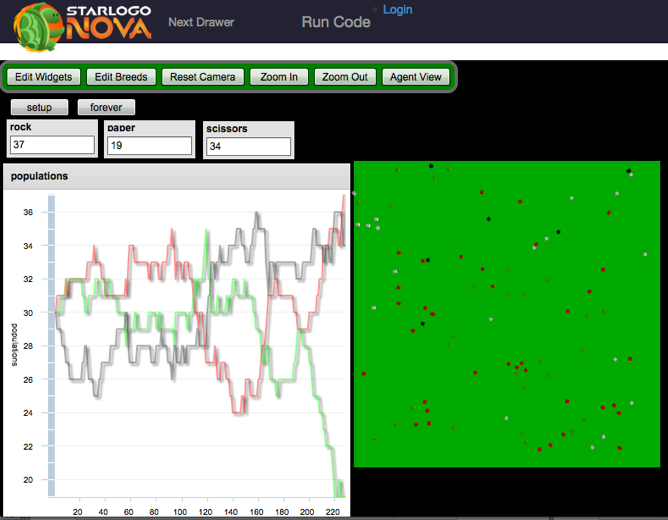 STARLOGO
NOVA
Next Drawer
Run Code
Login
Edit Widgets
Edit Breeds
Reset Camera
Zoom In
Zoom Out
Agent View
setup
forever
rock
paper
scissors
37
19
34
populations
36
34
32
30
28
26
24
22
20
populations
20 40 60 80 100 120 140 160 180 200 220